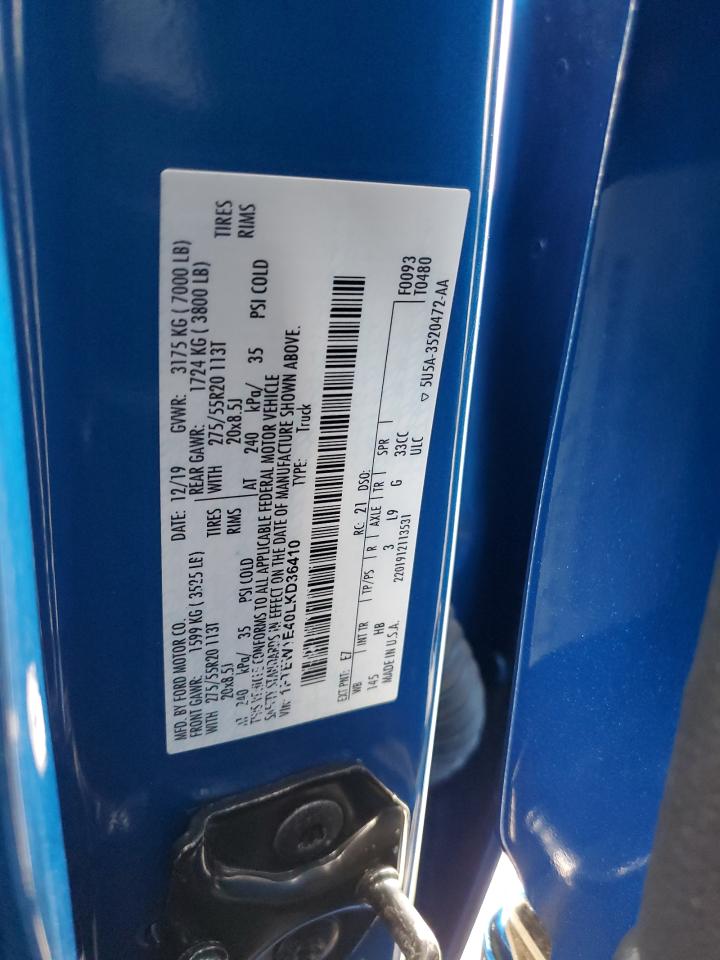 MFD. BY FORD MOTOR CO. DATE: 12/19 GVWR: 3175 KG ( 7000 LB)
FRONT GAWR: 1599 KG ( 3525 LB) REAR GAWR: 1724 KG ( 3800 LB)
WITH 275/55R20 113T TIRES WITH 275/55R20 113T TIRES
20x8.5J RIMS 20x8.5J RIMS
AT 240 kPa/ 35 PSI COLD AT 240 kPa/ 35 PSI COLD
THIS VEHICLE CONFORMS TO ALL APPLICABLE FEDERAL MOTOR VEHICLE
SAFETY STANDARDS IN EFFECT ON THE DATE OF MANUFACTURE SHOWN ABOVE.
VIN: E40LKD36410 TYPE: Truck
EXT PNT: E7 RC: 21 DSO: F0093
WB INT TR TP/PS R AXLE TR SPR T0480
145 HB 3 L9 G 33CC
MADE IN U.S.A. 2201912113531 ULC ▽ 5U5A-3520472-AA